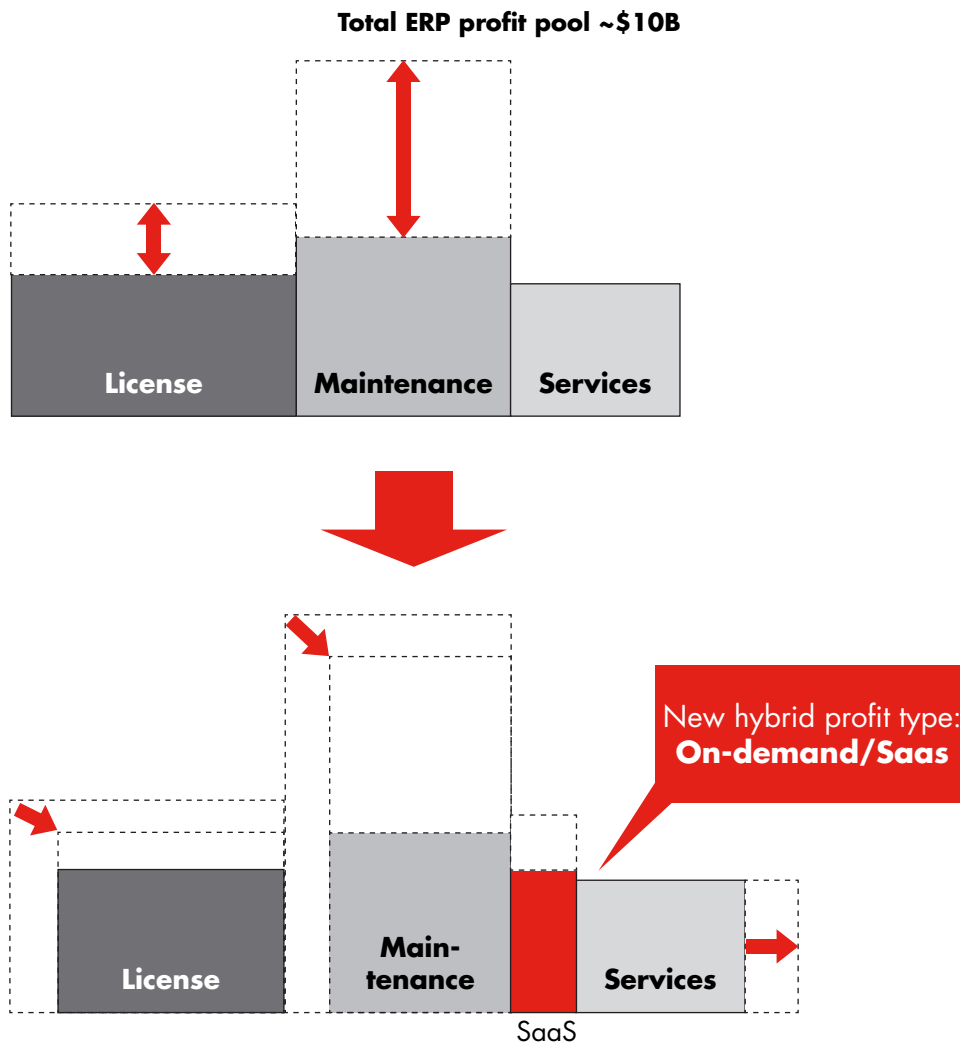 Total ERP profit pool ~$10B
License
Maintenance
Services
New hybrid profit type:
On-demand/Saas
License
Main-
tenance
Services
SaaS